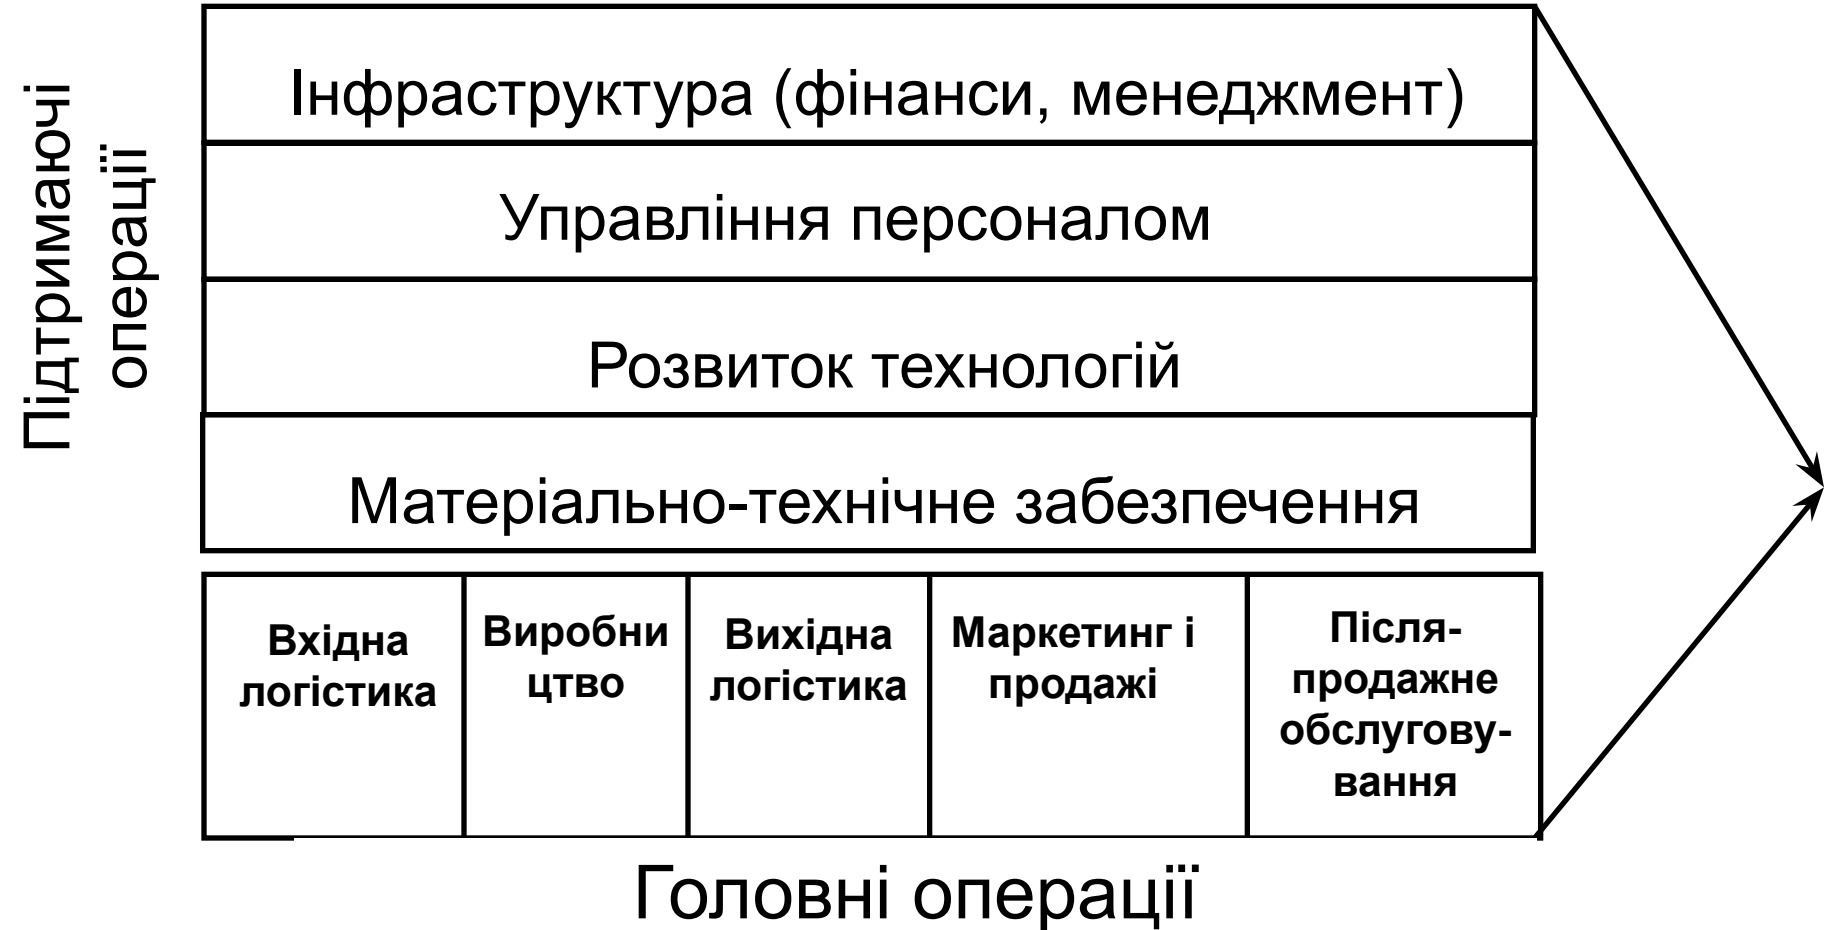 Підтримаючі
операції
Інфраструктура (фінанси, менеджмент)
Управління персоналом
Розвиток технологій
Матеріально-технічне забезпечення
Вхідна
логістика
Виробни
цтво
Вихідна
логістика
Маркетинг і
продажі
Після-
продажне
обслугову-
вання
Головні операції